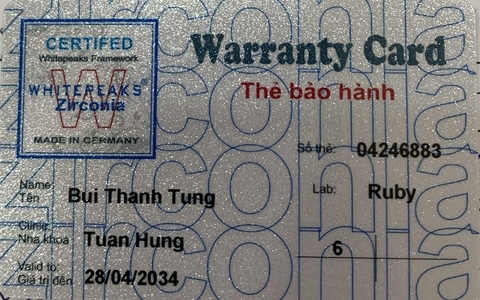 CERTIFED
Whitepeaks Framework
WHITEPEAKS®
Zirconia
MADE IN GERMANY
Warranty Card
Thẻ bảo hành
Số thẻ: 04246883
Name:
Tên
Bui Thanh Tung
Lab: Ruby
Clinic
Nha khoa
Tuan Hung
6
Valid to:
Giá trị đến
28/04/2034